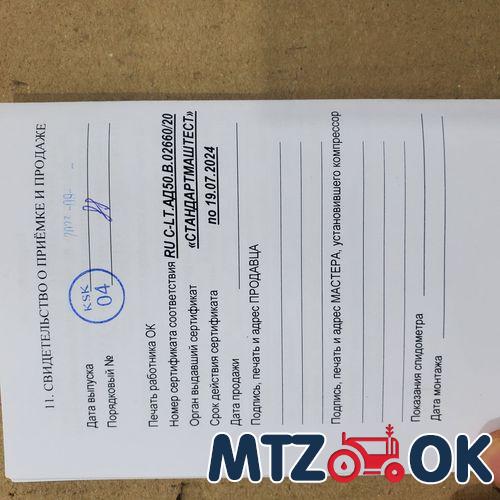 11. СВИДЕТЕЛЬСТВО О ПРИЁМКЕ И ПРОДАЖЕ
Дата выпуска
Порядковый №
KSK
04
Печать работника ОК
Номер сертификата соответствия RU С-LT.АД50.В.02660/20
Орган выдавший сертификат «СТАНДАРТМАШТЕСТ»
Срок действия сертификата по 19.07.2024
Дата продажи
Подпись, печать и адрес ПРОДАВЦА
Подпись, печать и адрес МАСТЕРА, установившего компрессор
Показания спидометра
Дата монтажа
MTZ OK